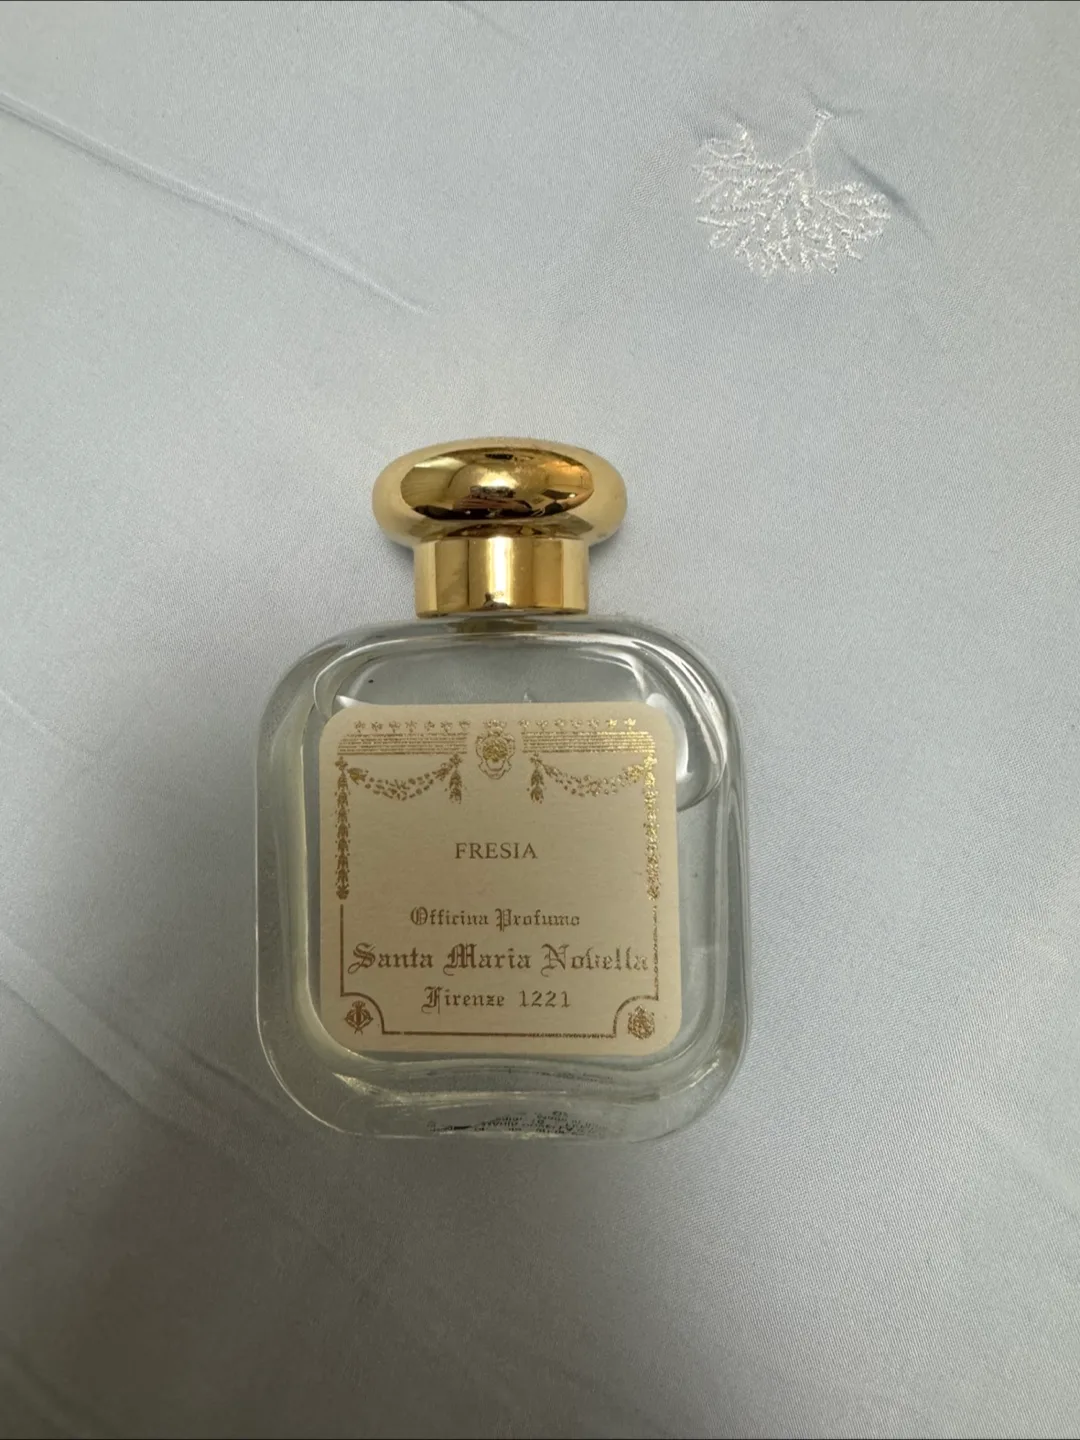 FRESIA
Officina Profumo
Santa Maria Novella
Firenze 1221